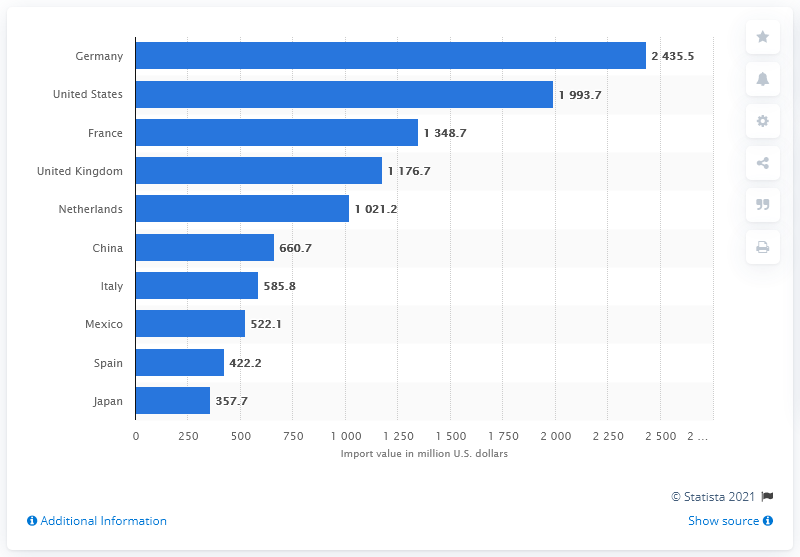 Germany 2 435.5
United States 1 993.7
France 1 348.7
United Kingdom 1 176.7
Netherlands 1 021.2
China 660.7
Italy 585.8
Mexico 522.1
Spain 422.2
Japan 357.7
0 250 500 750 1 000 1 250 1 500 1 750 2 000 2 250 2 500 2 ...
Import value in million U.S. dollars
© Statista 2021
Additional Information Show source